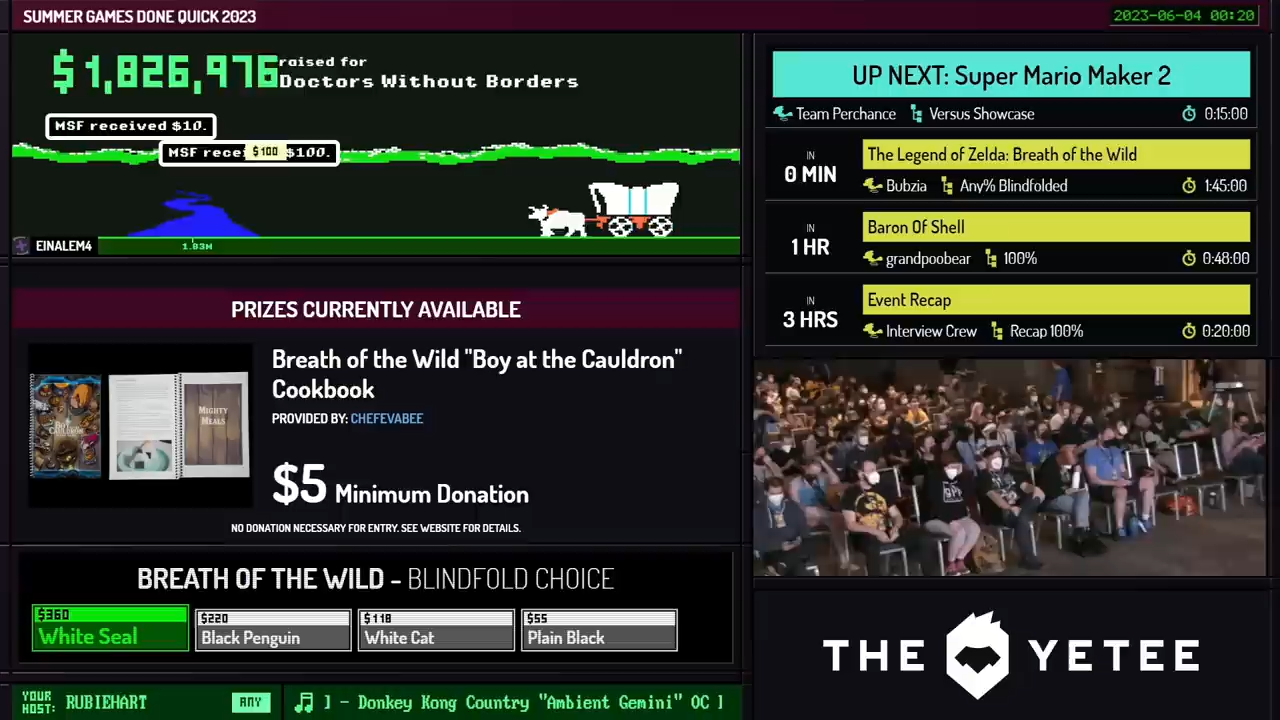 SUMMER GAMES DONE QUICK 2023
2023-06-04 00:20
$1,826,976
raised for
Doctors Without Borders
MSF received $10.
MSF recei $100 $100.
EINALEM4
1.83M
PRIZES CURRENTLY AVAILABLE
Breath of the Wild "Boy at the Cauldron"
Cookbook
PROVIDED BY: CHEFEVABEE
$5 Minimum Donation
NO DONATION NECESSARY FOR ENTRY. SEE WEBSITE FOR DETAILS.
MIGHTY
MEALS
BREATH OF THE WILD - BLINDFOLD CHOICE
$360
White Seal
$220
Black Penguin
$118
White Cat
$55
Plain Black
YOUR HOST: RUBIEHART ANY
] - Donkey Kong Country "Ambient Gemini" OC ]
UP NEXT: Super Mario Maker 2
Team Perchance Versus Showcase 0:15:00
IN
0 MIN
The Legend of Zelda: Breath of the Wild
Bubzia Any% Blindfolded 1:45:00
IN
1 HR
Baron Of Shell
grandpoobear 100% 0:48:00
IN
3 HRS
Event Recap
Interview Crew Recap 100% 0:20:00
THE YETEE